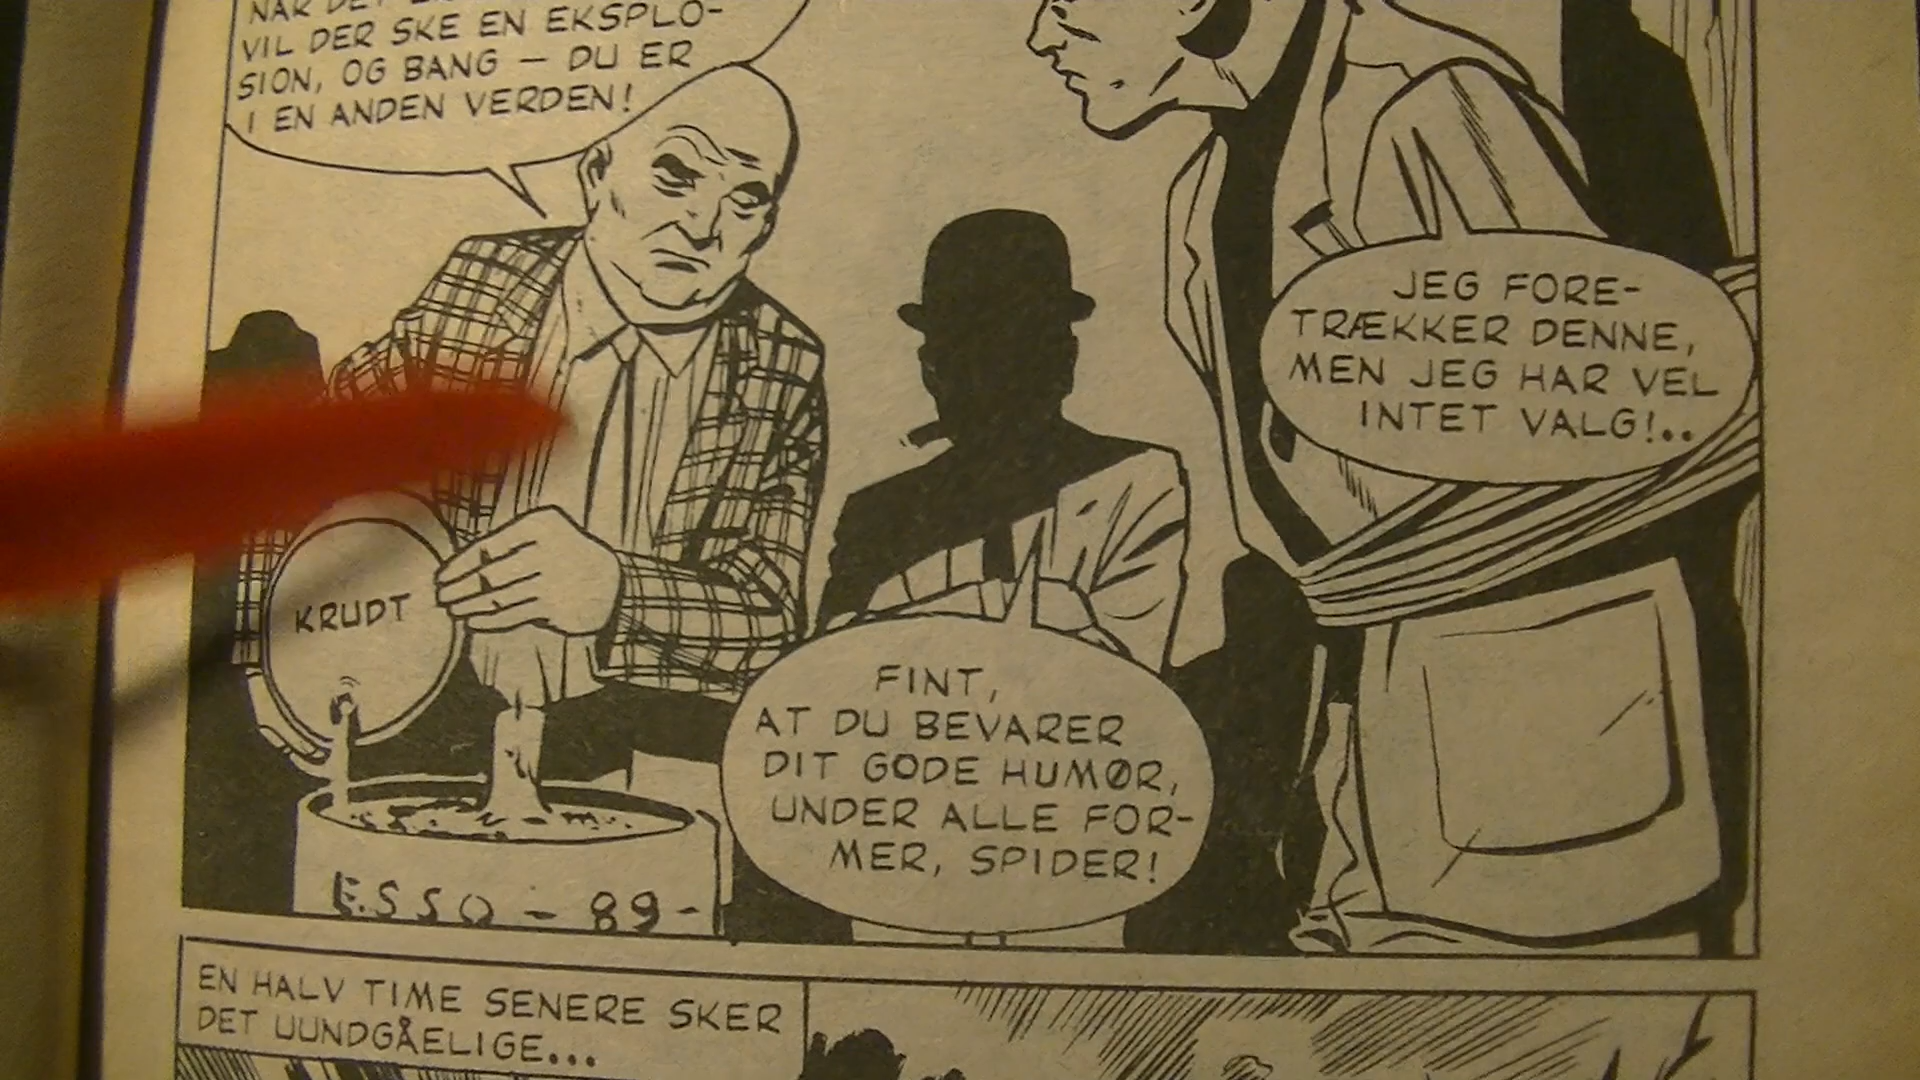 NÅR DET
VIL DER SKE EN EKSPLO-
SION, OG BANG — DU ER
I EN ANDEN VERDEN!
JEG FORE-
TRÆKKER DENNE,
MEN JEG HAR VEL
INTET VALG!..
KRUDT
FINT,
AT DU BEVARER
DIT GODE HUMØR,
UNDER ALLE FOR-
MER, SPIDER!
ESSO - 89-
EN HALV TIME SENERE SKER
DET UUNDGÅELIGE...